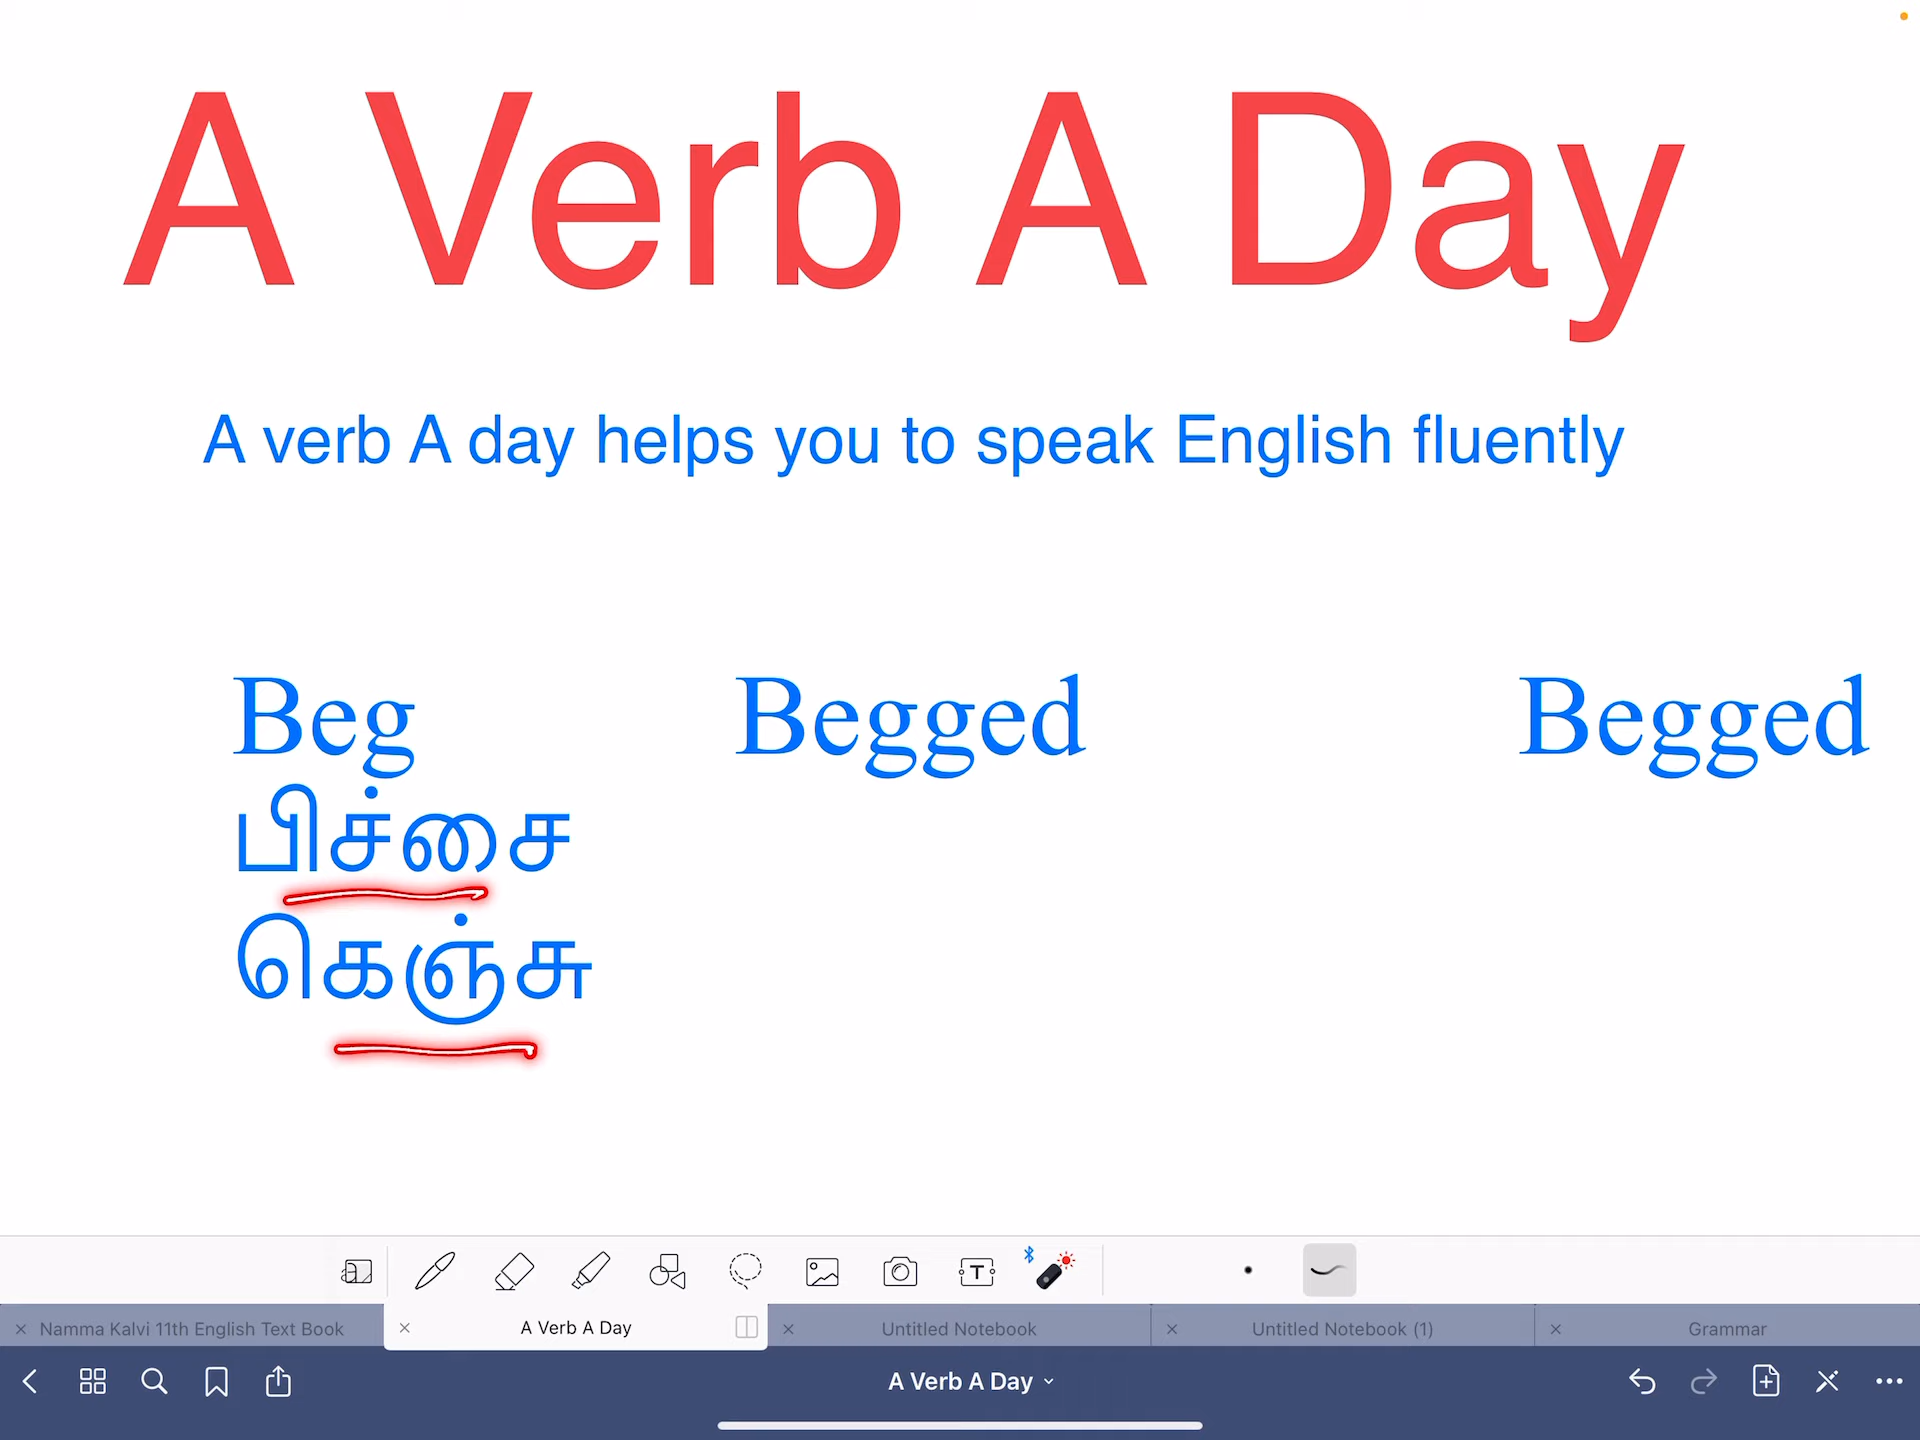 A Verb A Day
A verb A day helps you to speak English fluently
Beg Begged Begged
பிச்சை
கெஞ்சு
Namma Kalvi 11th English Text Book A Verb A Day Untitled Notebook Untitled Notebook (1) Grammar
A Verb A Day